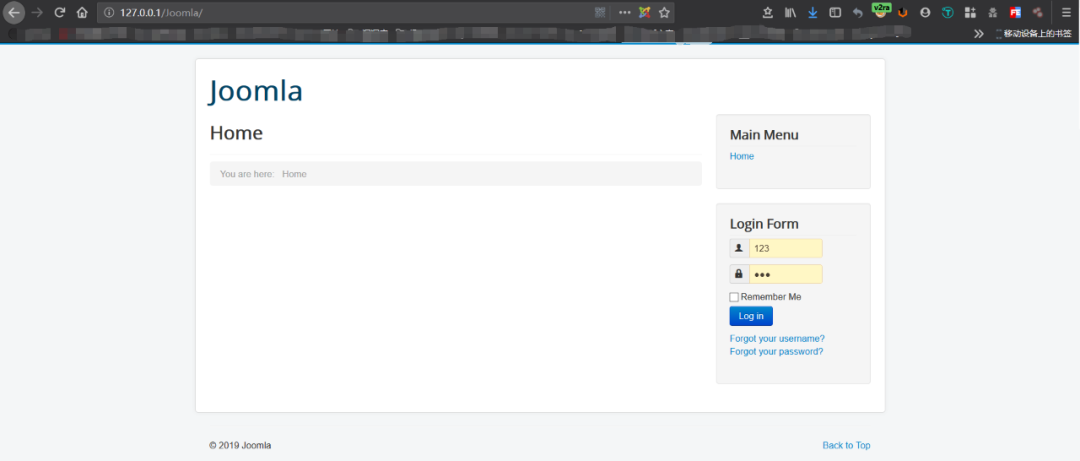 127.0.0.1/Joomla/
v2ra
移动设备上的书签
Joomla
Home
You are here: Home
Main Menu
Home
Login Form
123
●●●
Remember Me
Log in
Forgot your username?
Forgot your password?
© 2019 Joomla
Back to Top